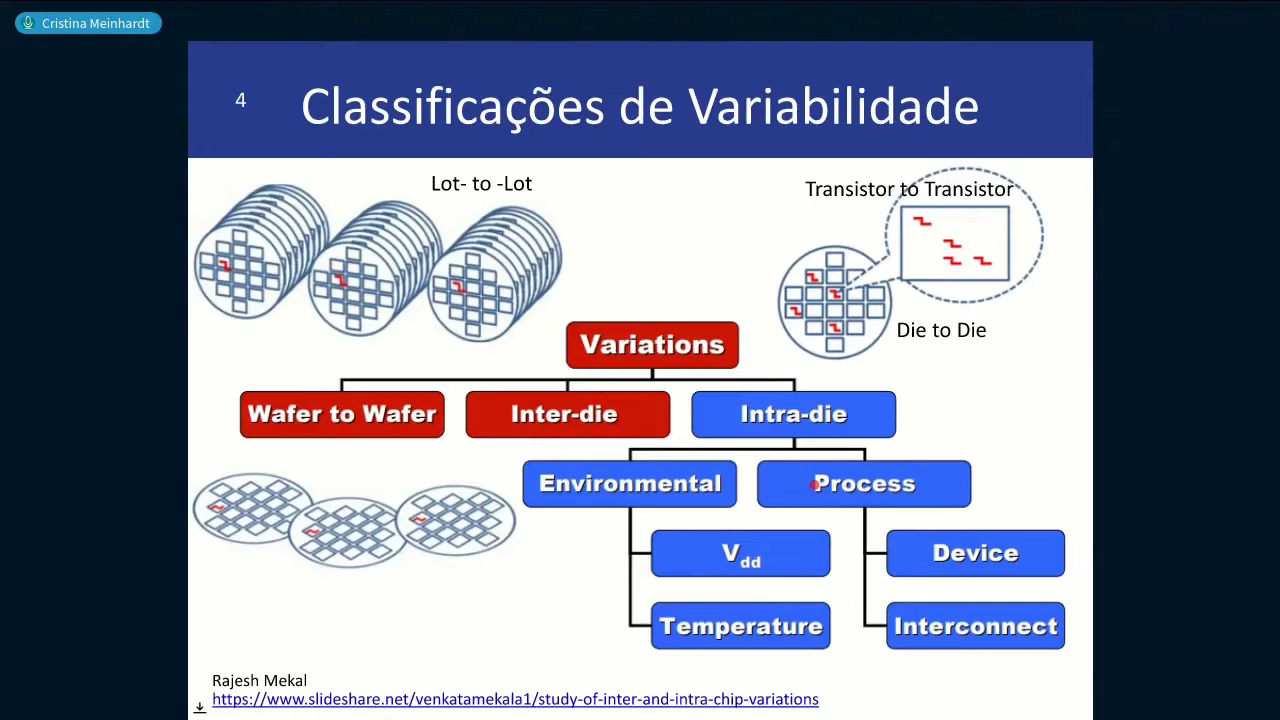 Cristina Meinhardt
4
Classificações de Variabilidade
Lot- to -Lot
Transistor to Transistor
Die to Die
Variations
Wafer to Wafer
Inter-die
Intra-die
Environmental
Process
Vdd
Device
Temperature
Interconnect
Rajesh Mekal
https://www.slideshare.net/venkatamekala1/study-of-inter-and-intra-chip-variations